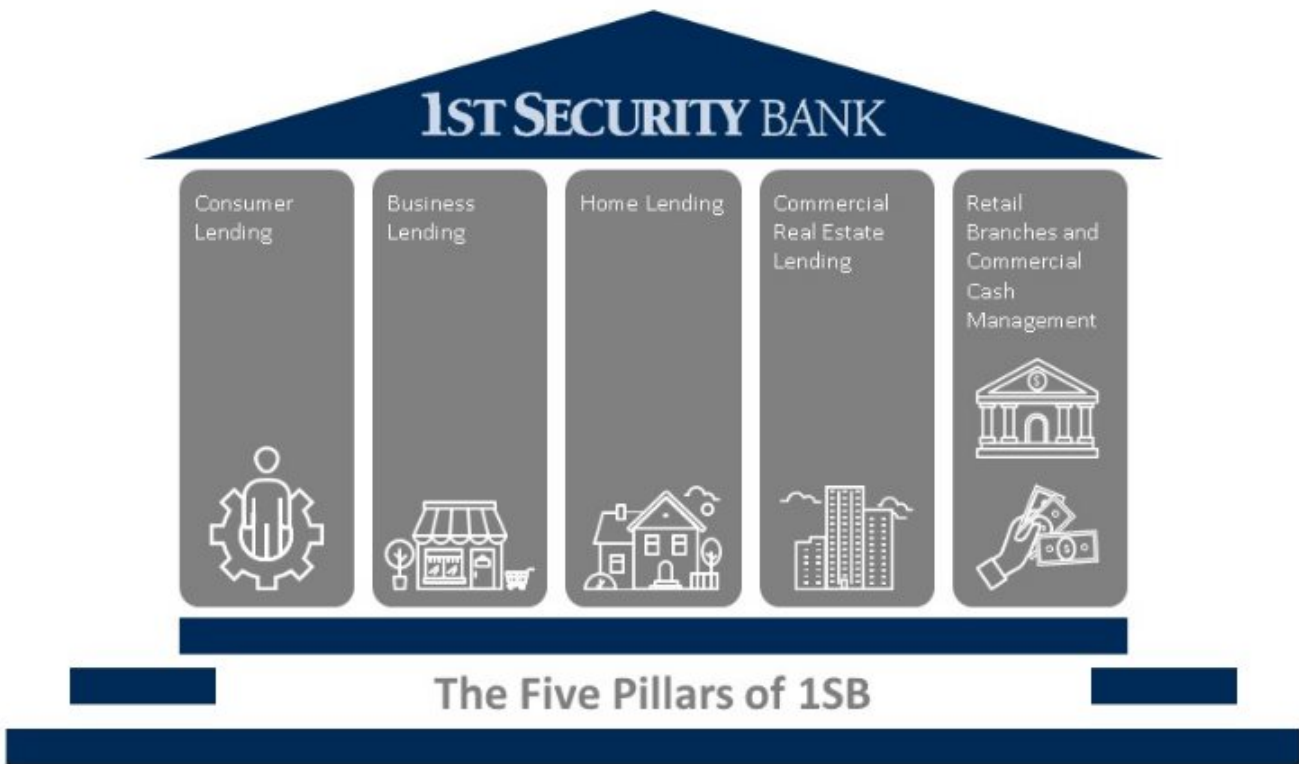 1ST SECURITY BANK
Consumer
Lending
Business
Lending
Home Lending
Commercial
Real Estate
Lending
Retail
Branches and
Commercial
Cash
Management
The Five Pillars of 1SB